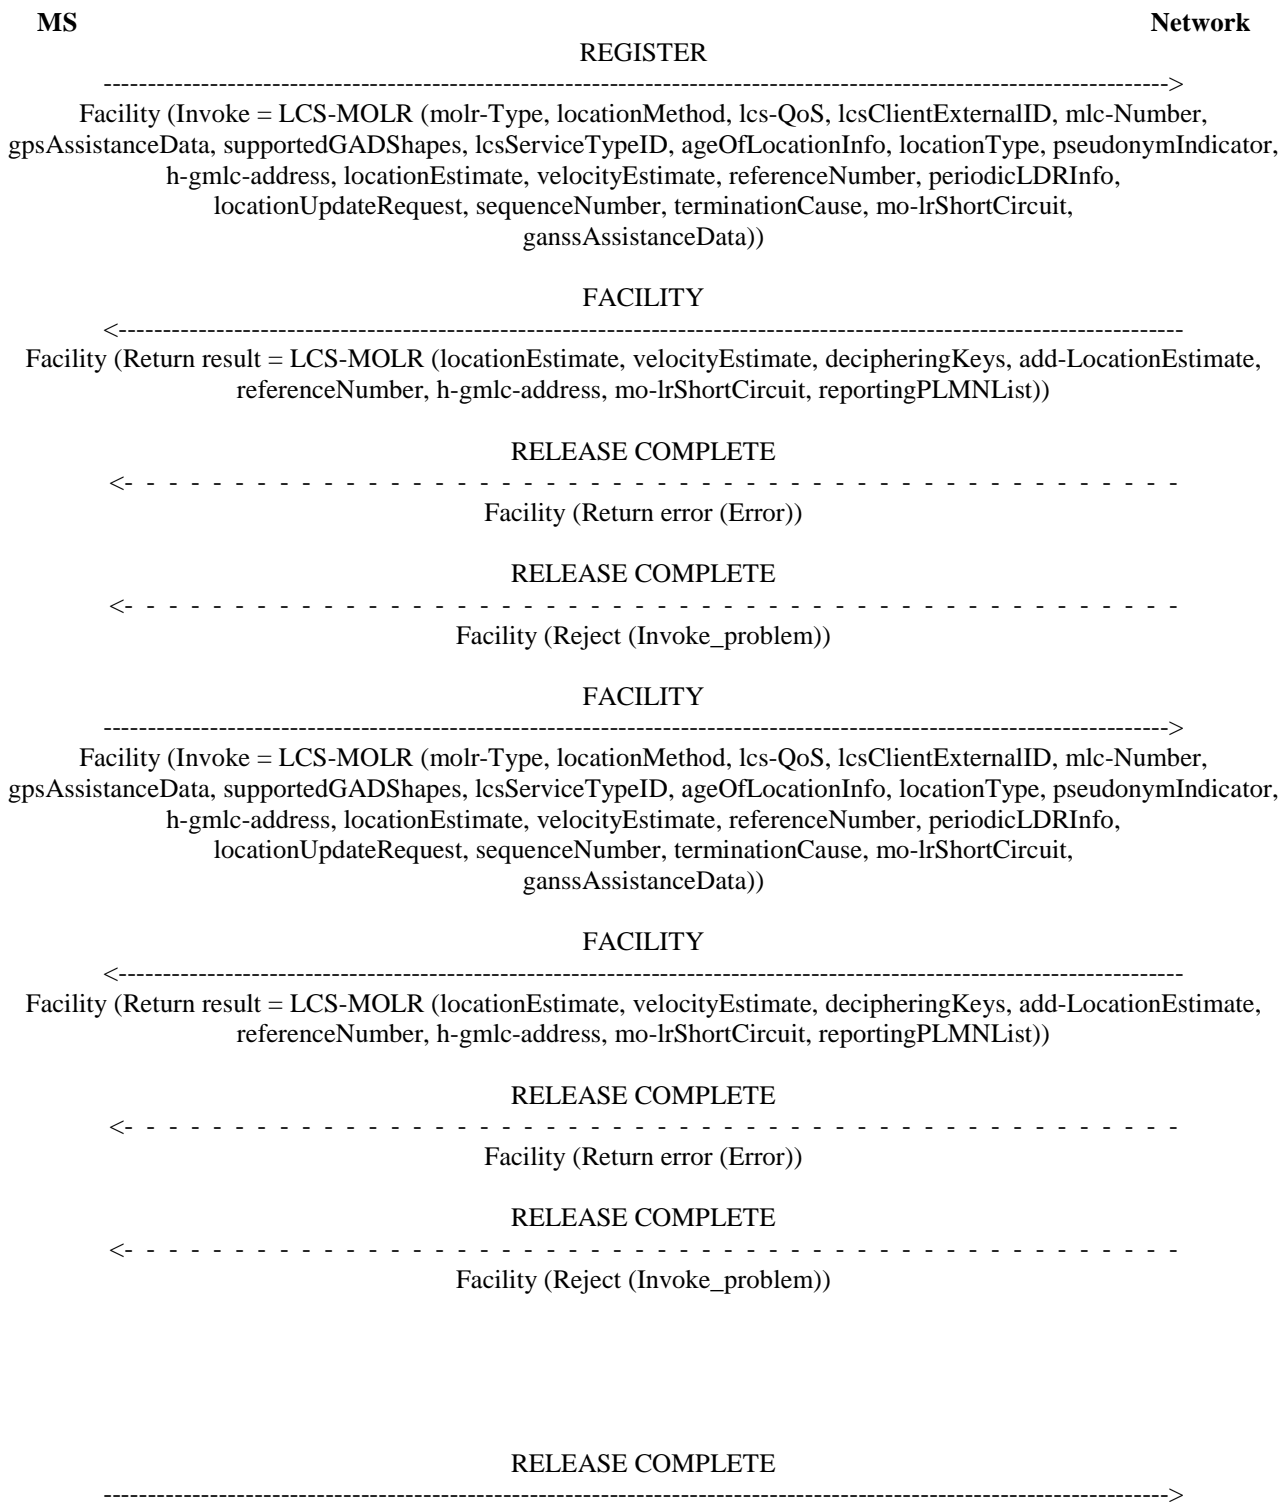 MS Network
REGISTER
------------------------------------------------------------------------------------------------------------------------>
Facility (Invoke = LCS-MOLR (molr-Type, locationMethod, lcs-QoS, lcsClientExternalID, mlc-Number,
gpsAssistanceData, supportedGADShapes, lcsServiceTypeID, ageOfLocationInfo, locationType, pseudonymIndicator,
h-gmlc-address, locationEstimate, velocityEstimate, referenceNumber, periodicLDRInfo,
locationUpdateRequest, sequenceNumber, terminationCause, mo-lrShortCircuit,
ganssAssistanceData))
FACILITY
<------------------------------------------------------------------------------------------------------------------------
Facility (Return result = LCS-MOLR (locationEstimate, velocityEstimate, decipheringKeys, add-LocationEstimate,
referenceNumber, h-gmlc-address, mo-lrShortCircuit, reportingPLMNList))
RELEASE COMPLETE
<- - - - - - - - - - - - - - - - - - - - - - - - - - - - - - - - - - - - - - - - - - - - - - -
Facility (Return error (Error))
RELEASE COMPLETE
<- - - - - - - - - - - - - - - - - - - - - - - - - - - - - - - - - - - - - - - - - - - - - - -
Facility (Reject (Invoke_problem))
FACILITY
------------------------------------------------------------------------------------------------------------------------>
Facility (Invoke = LCS-MOLR (molr-Type, locationMethod, lcs-QoS, lcsClientExternalID, mlc-Number,
gpsAssistanceData, supportedGADShapes, lcsServiceTypeID, ageOfLocationInfo, locationType, pseudonymIndicator,
h-gmlc-address, locationEstimate, velocityEstimate, referenceNumber, periodicLDRInfo,
locationUpdateRequest, sequenceNumber, terminationCause, mo-lrShortCircuit,
ganssAssistanceData))
FACILITY
<------------------------------------------------------------------------------------------------------------------------
Facility (Return result = LCS-MOLR (locationEstimate, velocityEstimate, decipheringKeys, add-LocationEstimate,
referenceNumber, h-gmlc-address, mo-lrShortCircuit, reportingPLMNList))
RELEASE COMPLETE
<- - - - - - - - - - - - - - - - - - - - - - - - - - - - - - - - - - - - - - - - - - - - - - -
Facility (Return error (Error))
RELEASE COMPLETE
<- - - - - - - - - - - - - - - - - - - - - - - - - - - - - - - - - - - - - - - - - - - - - - -
Facility (Reject (Invoke_problem))
RELEASE COMPLETE
------------------------------------------------------------------------------------------------------------------------>